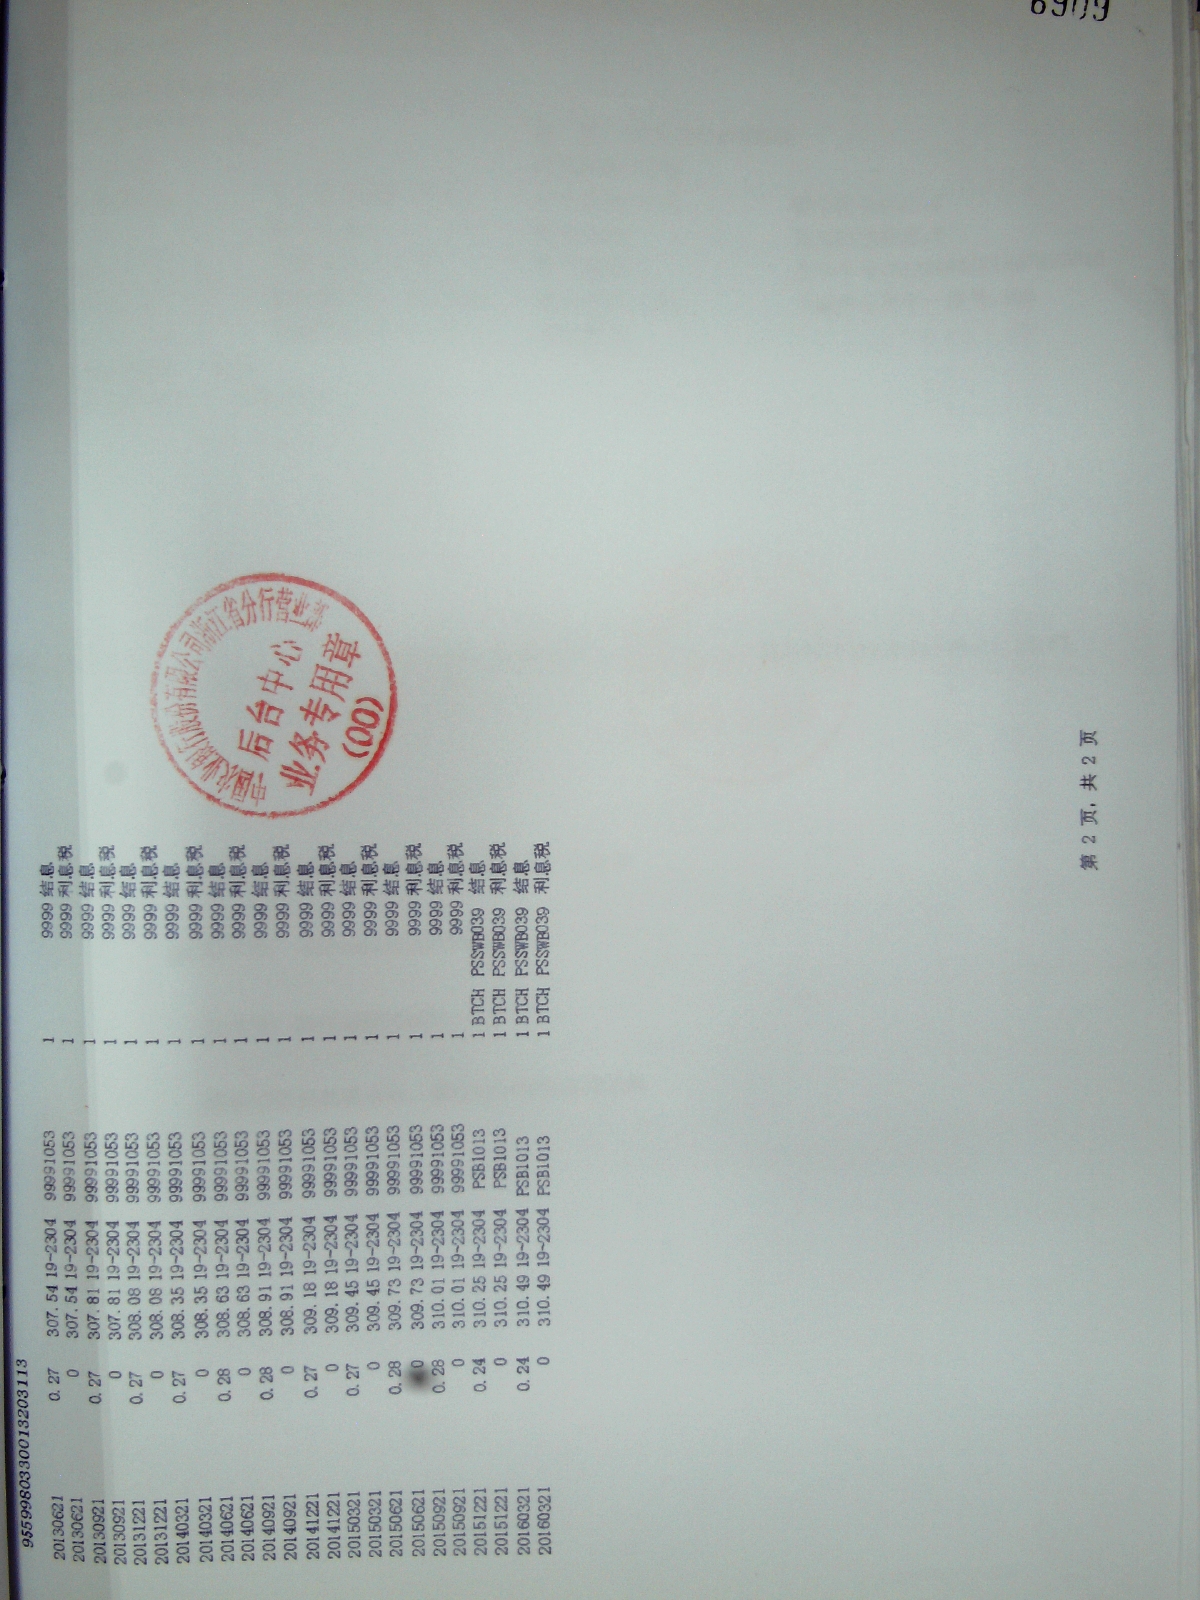 9559980330013203113
20130621 0.27 307.54 19-2304 99991053 1 9999 结息
20130621 0 307.54 19-2304 99991053 1 9999 利息税
20130921 0.27 307.81 19-2304 99991053 1 9999 结息
20130921 0 307.81 19-2304 99991053 1 9999 利息税
20131221 0.27 308.08 19-2304 99991053 1 9999 结息
20131221 0 308.08 19-2304 99991053 1 9999 利息税
20140321 0.27 308.35 19-2304 99991053 1 9999 结息
20140321 0 308.35 19-2304 99991053 1 9999 利息税
20140621 0.28 308.63 19-2304 99991053 1 9999 结息
20140621 0 308.63 19-2304 99991053 1 9999 利息税
20140921 0.28 308.91 19-2304 99991053 1 9999 结息
20140921 0 308.91 19-2304 99991053 1 9999 利息税
20141221 0.27 309.18 19-2304 99991053 1 9999 结息
20141221 0 309.18 19-2304 99991053 1 9999 利息税
20150321 0.27 309.45 19-2304 99991053 1 9999 结息
20150321 0 309.45 19-2304 99991053 1 9999 利息税
20150621 0.28 309.73 19-2304 99991053 1 9999 结息
20150621 0 309.73 19-2304 99991053 1 9999 利息税
20150921 0.28 310.01 19-2304 99991053 1 9999 结息
20150921 0 310.01 19-2304 99991053 1 9999 利息税
20151221 0.24 310.25 19-2304 PSB1013 1 BTCH PSSWB039 结息
20151221 0 310.25 19-2304 PSB1013 1 BTCH PSSWB039 利息税
20160321 0.24 310.49 19-2304 PSB1013 1 BTCH PSSWB039 结息
20160321 0 310.49 19-2304 PSB1013 1 BTCH PSSWB039 利息税
中国农业银行股份有限公司浙江省分行营业部
后台中心
业务专用章
(00)
第 2 页, 共 2 页